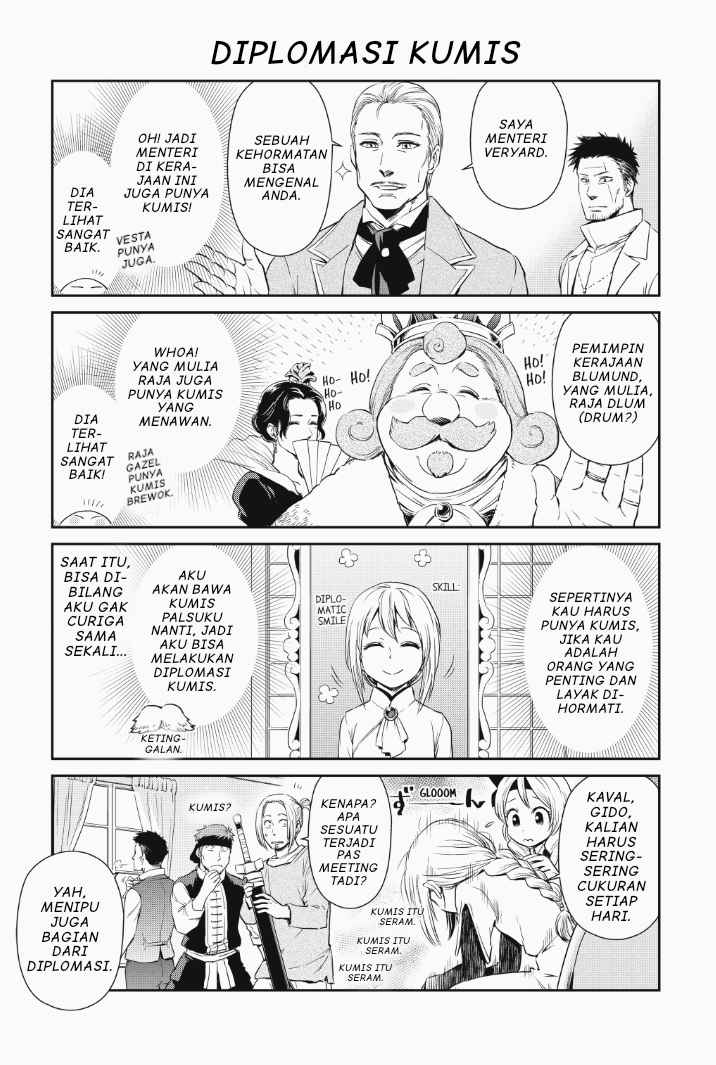 DIPLOMASI KUMIS
SAYA
MENTERI
VERYARD.
SEBUAH
KEHORMATAN
BISA
MENGENAL
ANDA.
OH! JADI
MENTERI
DI KERA-
JAAN INI
JUGA PUNYA
KUMIS!
VESTA
PUNYA
JUGA.
DIA
TER-
LIHAT
SANGAT
BAIK.
PEMIMPIN
KERAJAAN
BLUMUND,
YANG MULIA,
RAJA DLUM
(DRUM?)
HO!
HO!
HO!
HO-
HO-
HO
WHOA!
YANG MULIA
RAJA JUGA
PUNYA KUMIS
YANG
MENAWAN.
RAJA
GAZEL
PUNYA
KUMIS
BREWOK.
DIA
TER-
LIHAT
SANGAT
BAIK!
SEPERTINYA
KAU HARUS
PUNYA KUMIS,
JIKA KAU
ADALAH
ORANG YANG
PENTING DAN
LAYAK DI-
HORMATI.
SKILL:
DIPLO-
MATIC
SMILE
AKU
AKAN BAWA
KUMIS
PALSUKU
NANTI, JADI
AKU BISA
MELAKUKAN
DIPLOMASI
KUMIS.
KETING-
GALAN.
SAAT ITU,
BISA DI-
BILANG
AKU GAK
CURIGA
SAMA
SEKALI...
KAVAL,
GIDO,
KALIAN
HARUS
SERING-
SERING
CUKURAN
SETIAP
HARI.
ずーん
GLOOOM
KUMIS ITU
SERAM.
KUMIS ITU
SERAM.
KUMIS ITU
SERAM.
KENAPA?
APA
SESUATU
TERJADI
PAS
MEETING
TADI?
KUMIS?
YAH,
MENIPU
JUGA
BAGIAN
DARI
DIPLOMASI.